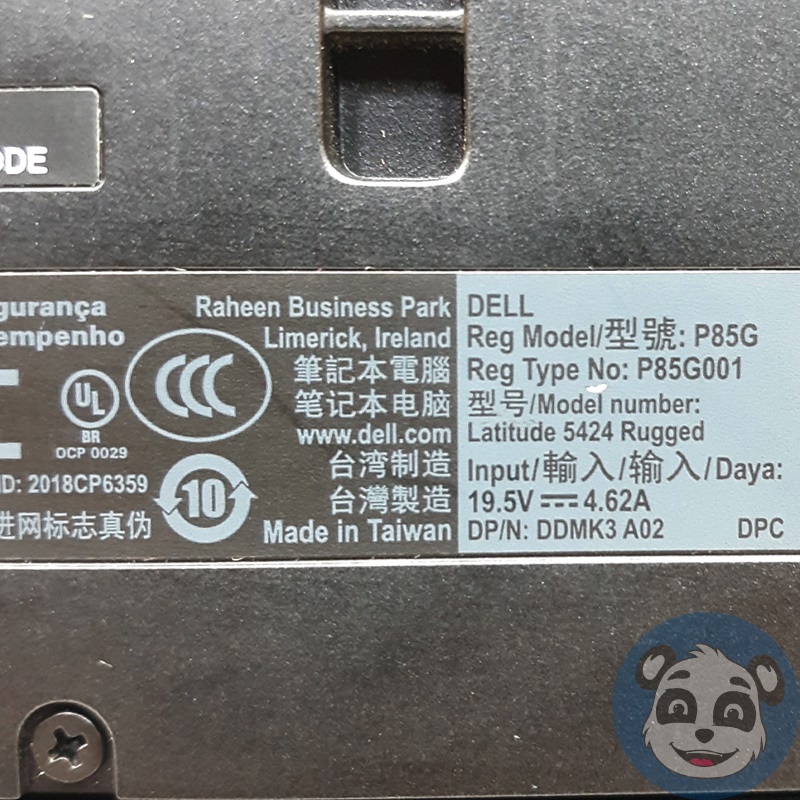 ODE
gurança
empenho
UL
BR
OCP 0029
ID: 2018CP6359
进网标志真伪
CCC
10
Raheen Business Park
Limerick, Ireland
筆記本電腦
笔记本电脑
www.dell.com
台湾制造
台灣製造
Made in Taiwan
DELL
Reg Model/型號: P85G
Reg Type No: P85G001
型号/Model number:
Latitude 5424 Rugged
Input/輸入/输入/Daya:
19.5V⎓4.62A
DP/N: DDMK3 A02 DPC